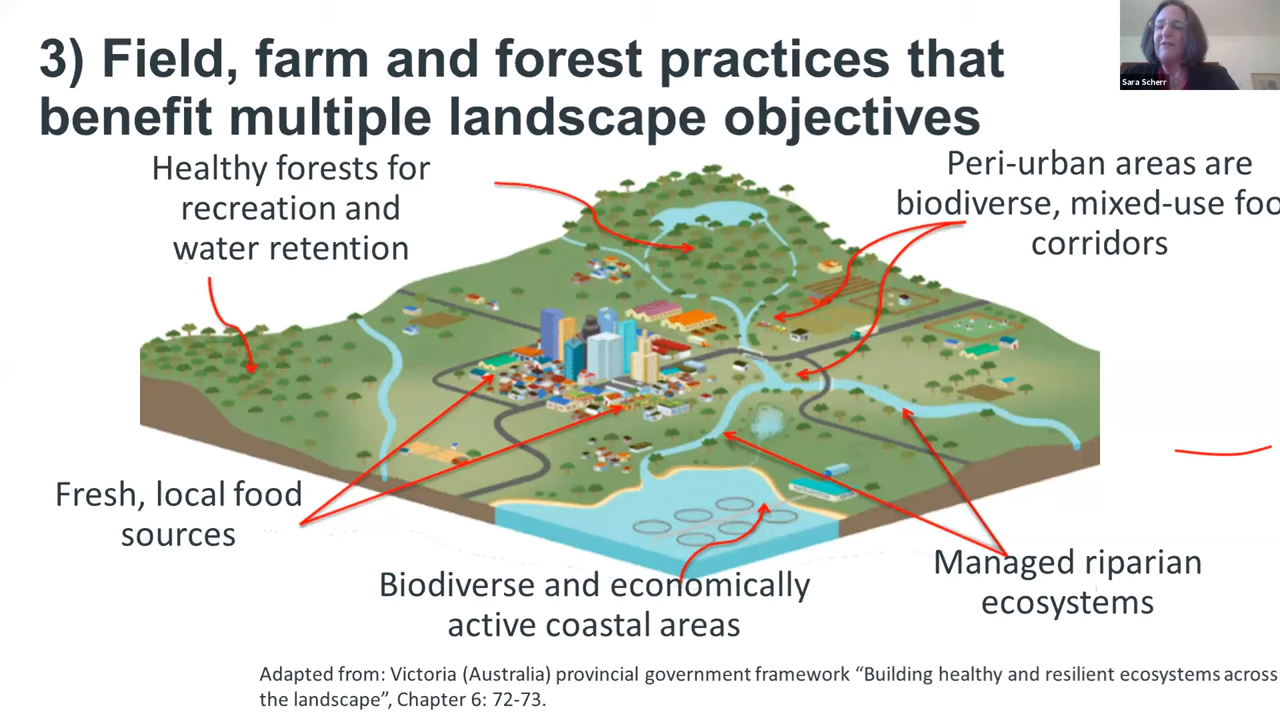 3) Field, farm and forest practices that
benefit multiple landscape objectives
Sara Scherr
Healthy forests for
recreation and
water retention
Peri-urban areas are
biodiverse, mixed-use foo
corridors
Fresh, local food
sources
Biodiverse and economically
active coastal areas
Managed riparian
ecosystems
Adapted from: Victoria (Australia) provincial government framework “Building healthy and resilient ecosystems across
the landscape”, Chapter 6: 72-73.